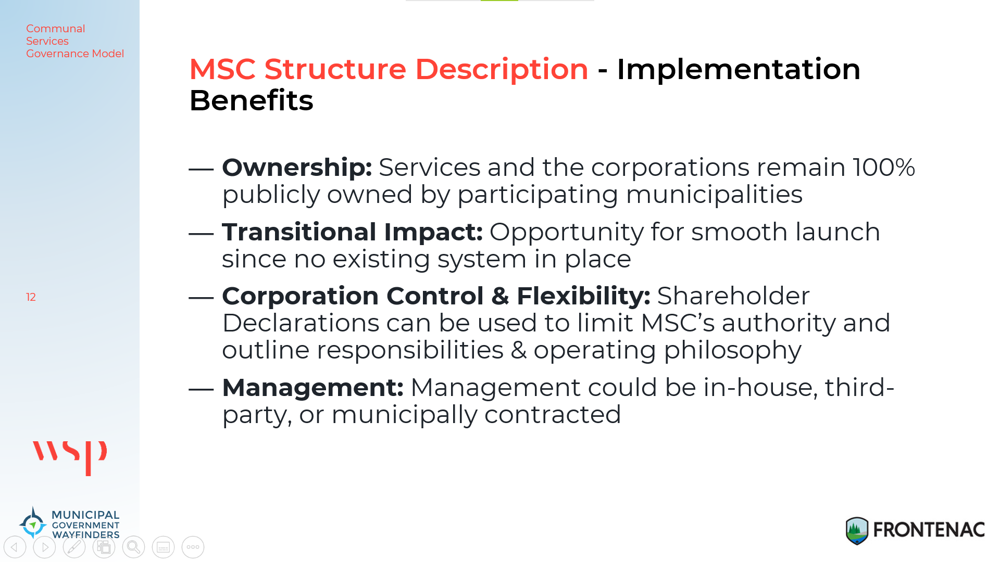 Communal
Services
Governance Model
MSC Structure Description - Implementation
Benefits
— Ownership: Services and the corporations remain 100%
publicly owned by participating municipalities
— Transitional Impact: Opportunity for smooth launch
since no existing system in place
— Corporation Control & Flexibility: Shareholder
Declarations can be used to limit MSC’s authority and
outline responsibilities & operating philosophy
— Management: Management could be in-house, third-
party, or municipally contracted
12
wsp
MUNICIPAL
GOVERNMENT
WAYFINDERS
FRONTENAC